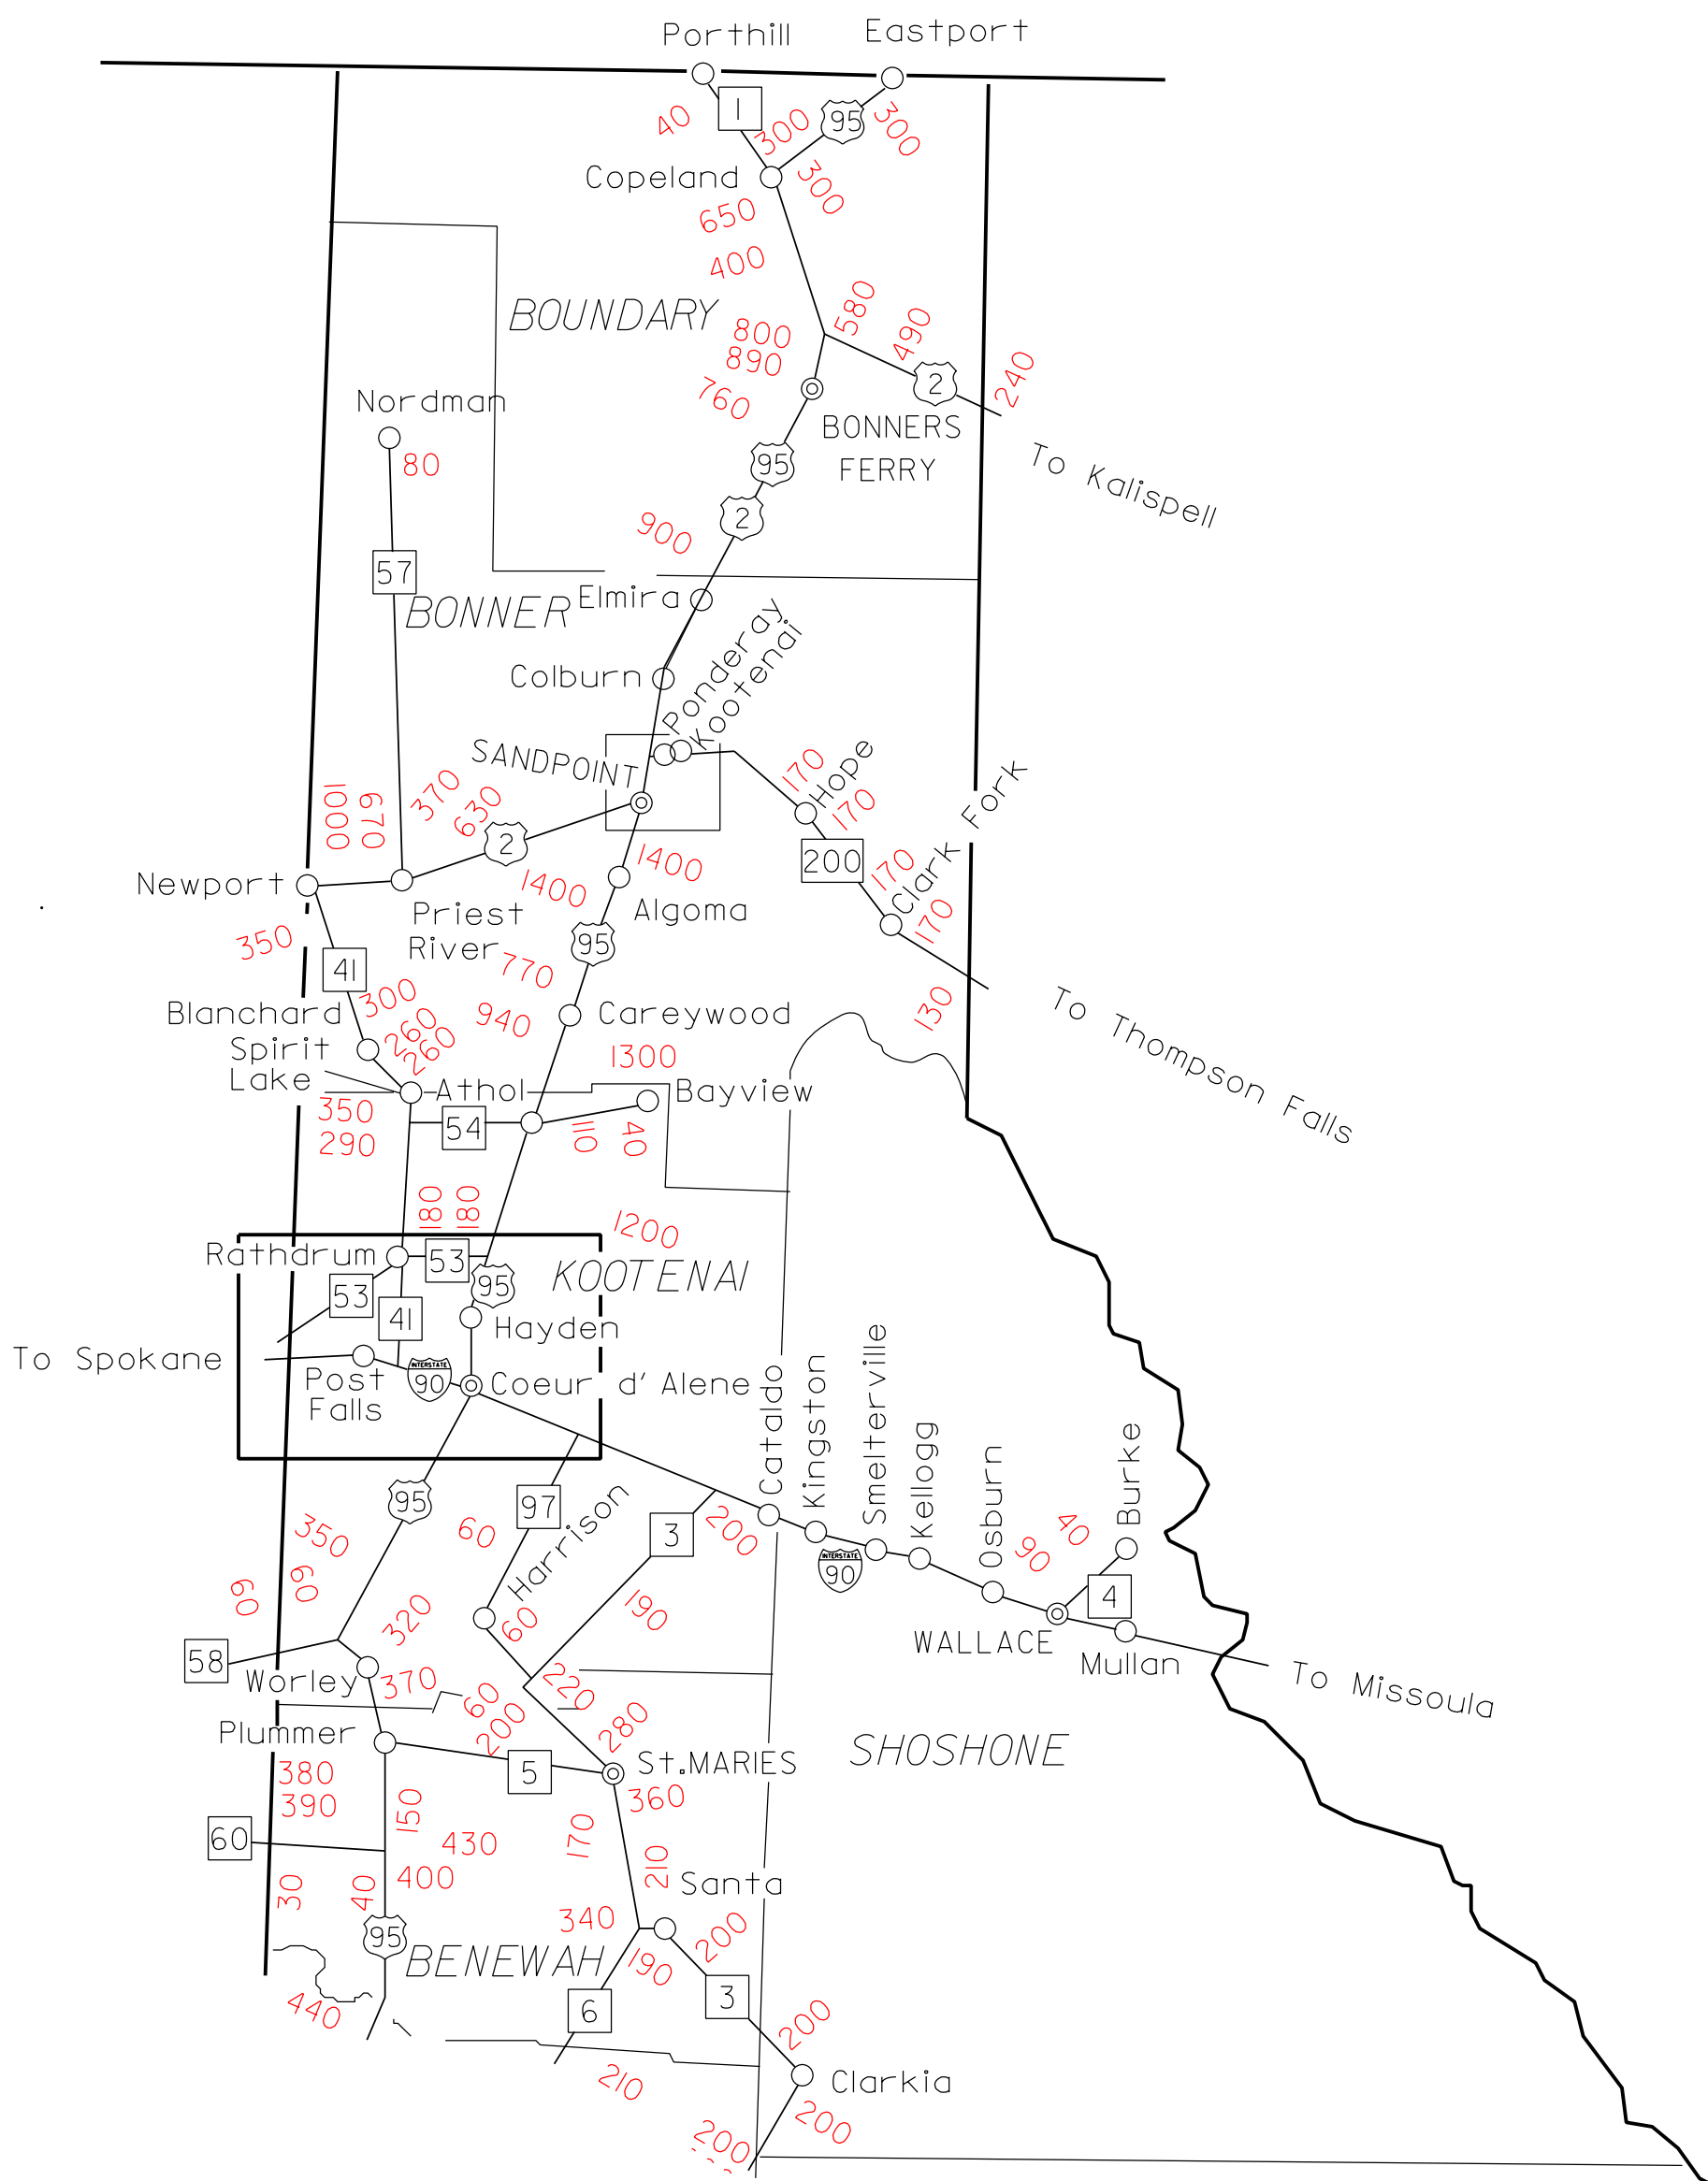 Porthill
Eastport
1
95
40
300
300
Copeland
300
650
400
BOUNDARY
580
490
800
890
760
2
240
Nordman
80
BONNERS
FERRY
95
To Kalispell
2
900
57
BONNER
Elmira
Ponderay
Kootenai
Colburn
SANDPOINT
170
Hope
170
1000
670
370
630
2
200
1400
1400
170
Clark Fork
170
Newport
Priest
River
Algoma
95
350
41
770
300
Blanchard
940
Careywood
130
To Thompson Falls
260
260
Spirit
Lake
1300
Athol
Bayview
350
290
54
110
40
180
180
1200
Rathdrum
53
KOOTENAI
53
95
41
Hayden
To Spokane
Post
Falls
INTERSTATE
90
Coeur d' Alene
Cataldo
Kingston
Smelterville
Kellogg
Osburn
Burke
95
97
Harrison
3
200
350
60
INTERSTATE
90
90
40
4
60
60
320
60
190
58
WALLACE
Mullan
To Missoula
Worley
370
60
200
220
280
Plummer
5
St.MARIES
SHOSHONE
380
390
150
360
60
430
400
170
210
30
40
Santa
340
200
95
BENEWAH
190
440
6
3
200
210
Clarkia
200
200